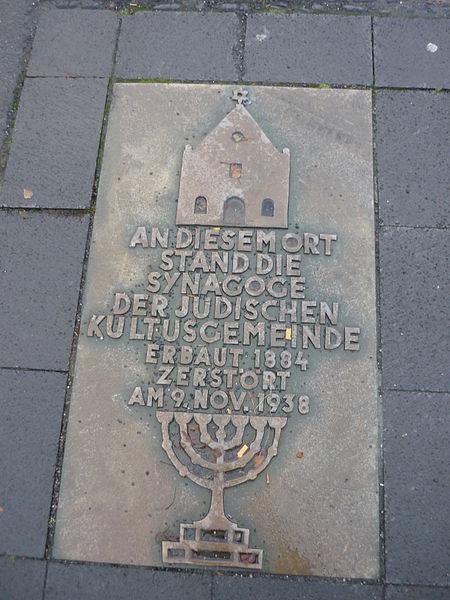 AN DIESEM ORT
STAND DIE
SYNAGOGE
DER JÜDISCHEN
KULTUSGEMEINDE
ERBAUT 1884
ZERSTÖRT
AM 9. NOV. 1938